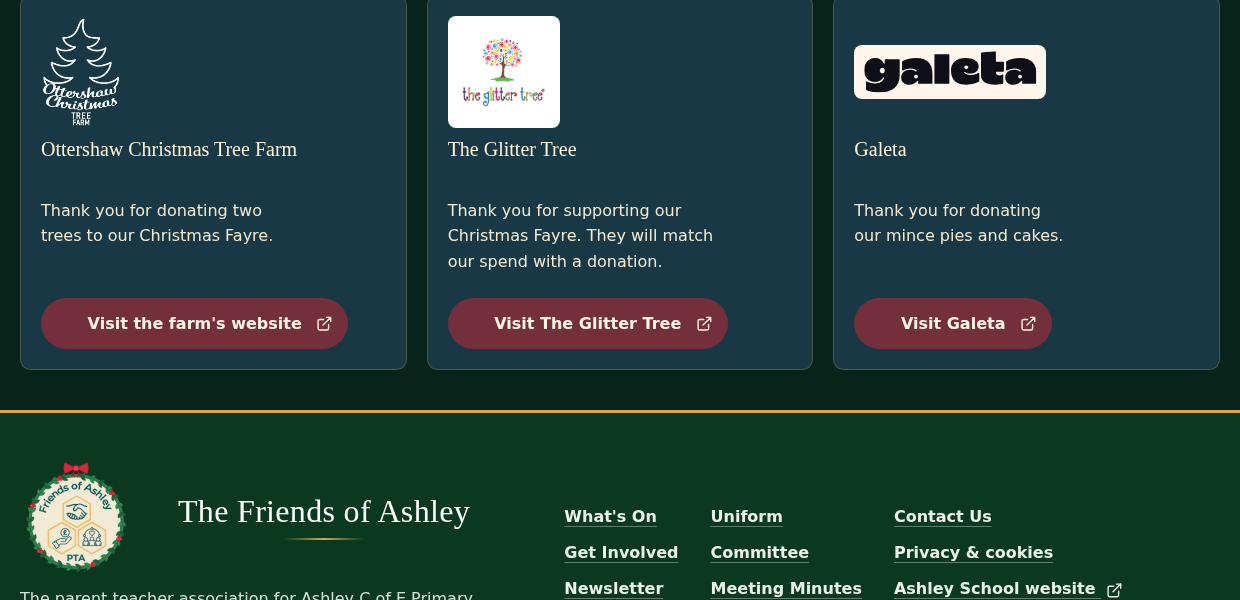 Ottershaw
Christmas
TREE
FARM
the glitter tree
galeta
Ottershaw Christmas Tree Farm
The Glitter Tree
Galeta
Thank you for donating two
trees to our Christmas Fayre.
Thank you for supporting our
Christmas Fayre. They will match
our spend with a donation.
Thank you for donating
our mince pies and cakes.
Visit the farm's website
Visit The Glitter Tree
Visit Galeta
Friends of Ashley
PTA
The Friends of Ashley
The parent teacher association for Ashley C of E Primary
What's On
Get Involved
Newsletter
Uniform
Committee
Meeting Minutes
Contact Us
Privacy & cookies
Ashley School website